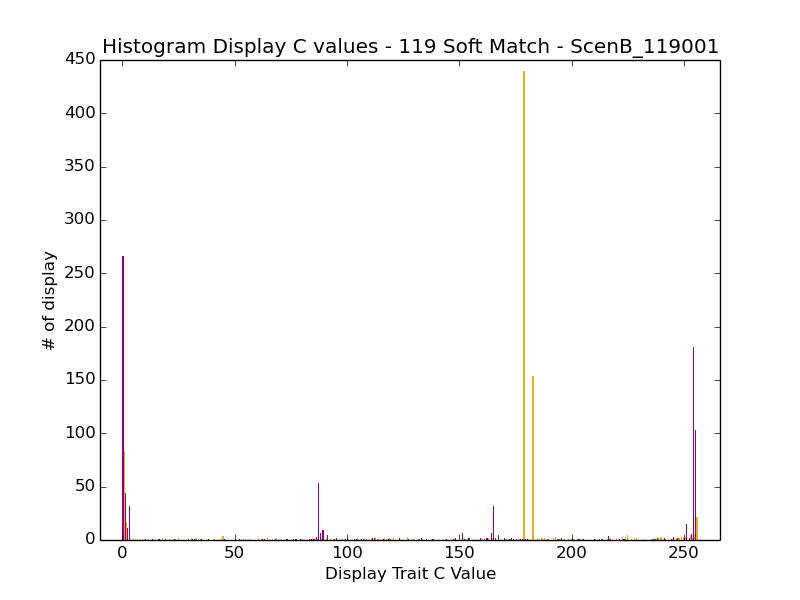 Histogram Display C values - 119 Soft Match - ScenB_119001
450
400
350
300
250
200
150
100
50
0
# of display
0 50 100 150 200 250
Display Trait C Value